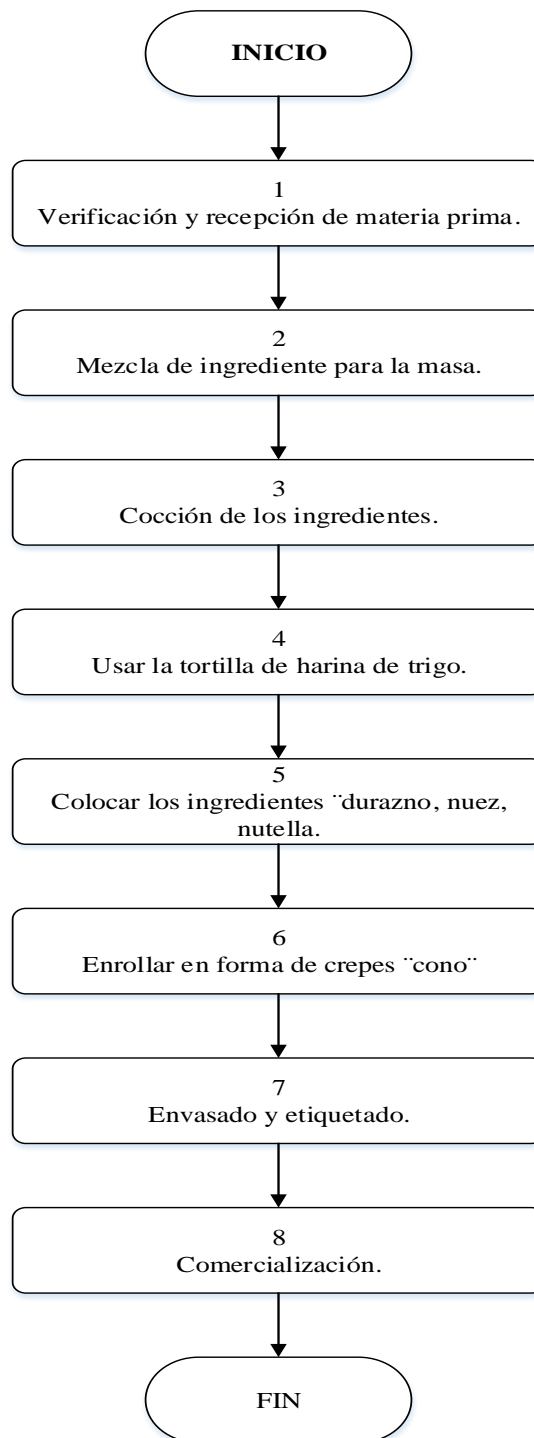 INICIO
1
Verificación y recepción de materia prima.
2
Mezcla de ingrediente para la masa.
3
Cocción de los ingredientes.
4
Usar la tortilla de harina de trigo.
5
Colocar los ingredientes ¨durazno, nuez,
nutella.
6
Enrollar en forma de crepes ¨cono¨
7
Envasado y etiquetado.
8
Comercialización.
FIN